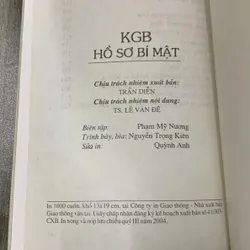 KGB
HỒ SƠ BÍ MẬT
Chịu trách nhiệm xuất bản:
TRẦN DIỄN
Chịu trách nhiệm nội dung:
TS. LÊ VĂN ĐỆ
Biên tập: Phạm Mỹ Nương
Trình bày, bìa: Nguyễn Trọng Kiên
Sửa in: Quỳnh Anh
In 1000 cuốn, khổ 13x19 cm, tại Công ty in Giao thông - Nhà xuất bản
Giao thông vận tải. Giấy chấp nhận đăng ký kế hoạch xuất bản số
CXB. In xong và nộp lưu chiểu quý III năm 2004.